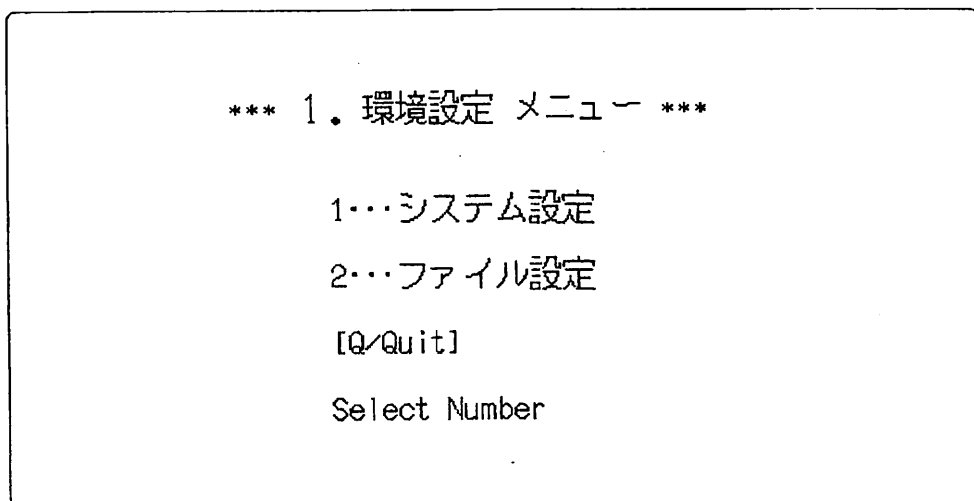 *** 1. 環境設定 メニュー ***
1･･･システム設定
2･･･ファイル設定
[Q/Quit]
Select Number